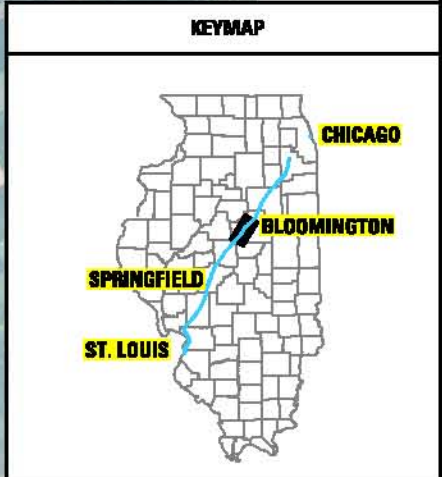 KEYMAP
CHICAGO
BLOOMINGTON
SPRINGFIELD
ST. LOUIS